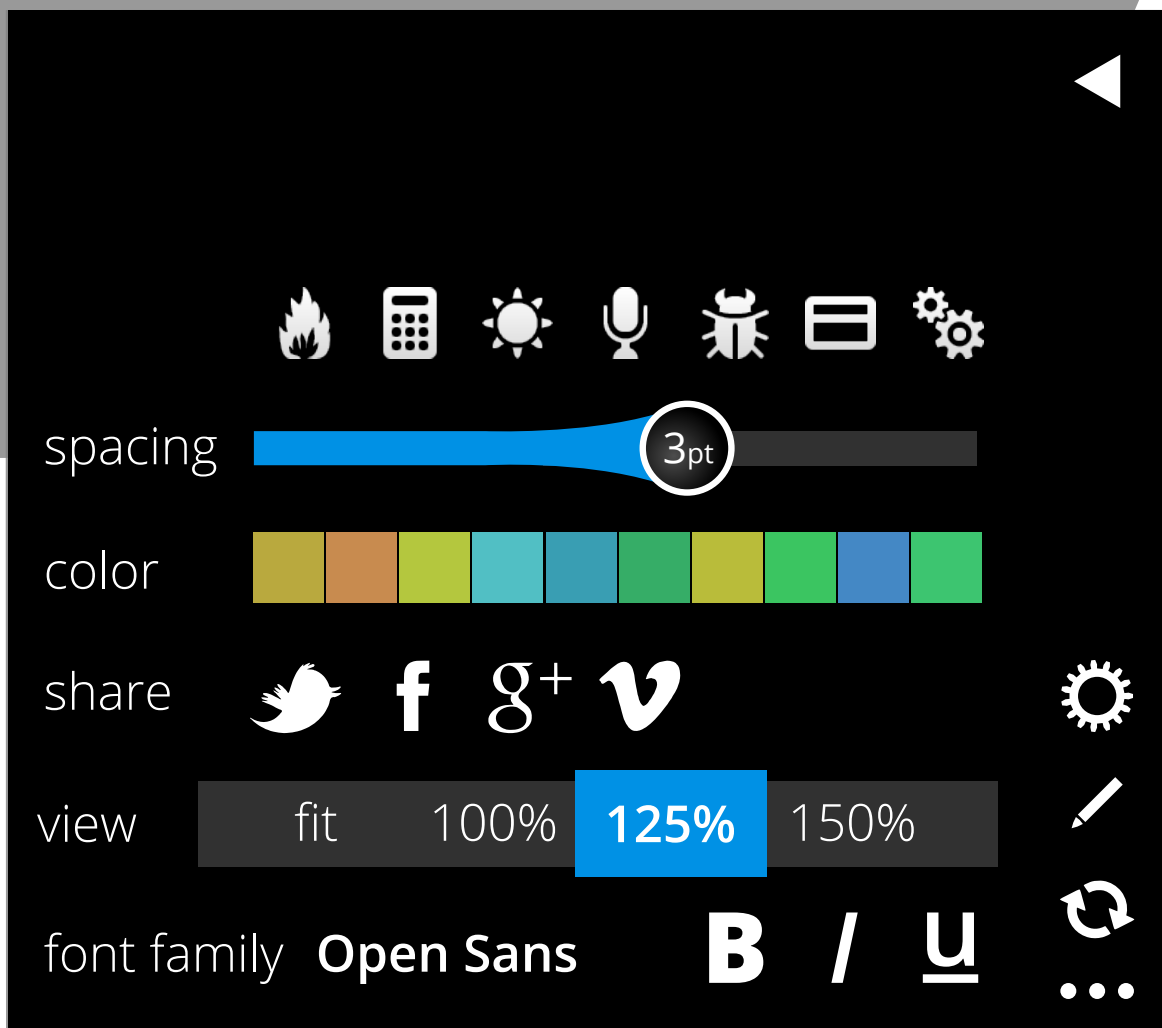 spacing 3pt
color
share f g+
view fit 100% 125% 150%
font family Open Sans B I U